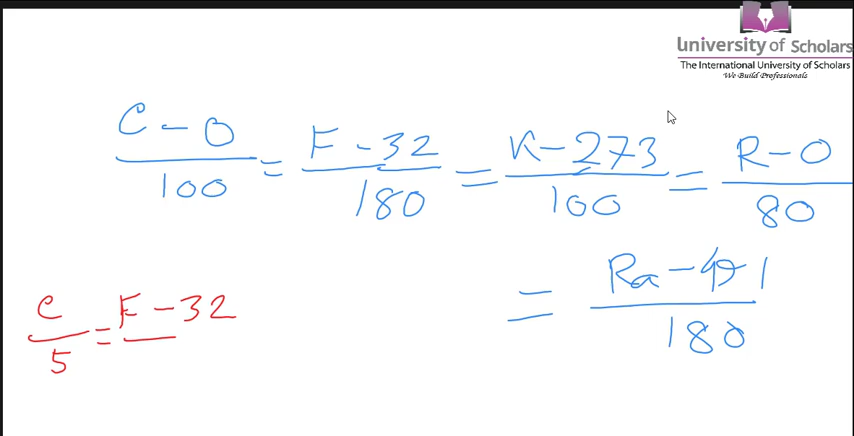 University of Scholars
The International University of Scholars
We Build Professionals
C - 0 / 100 = F - 32 / 180 = K - 273 / 100 = R - 0 / 80
= Ra - 491 / 180
C / 5 = F - 32